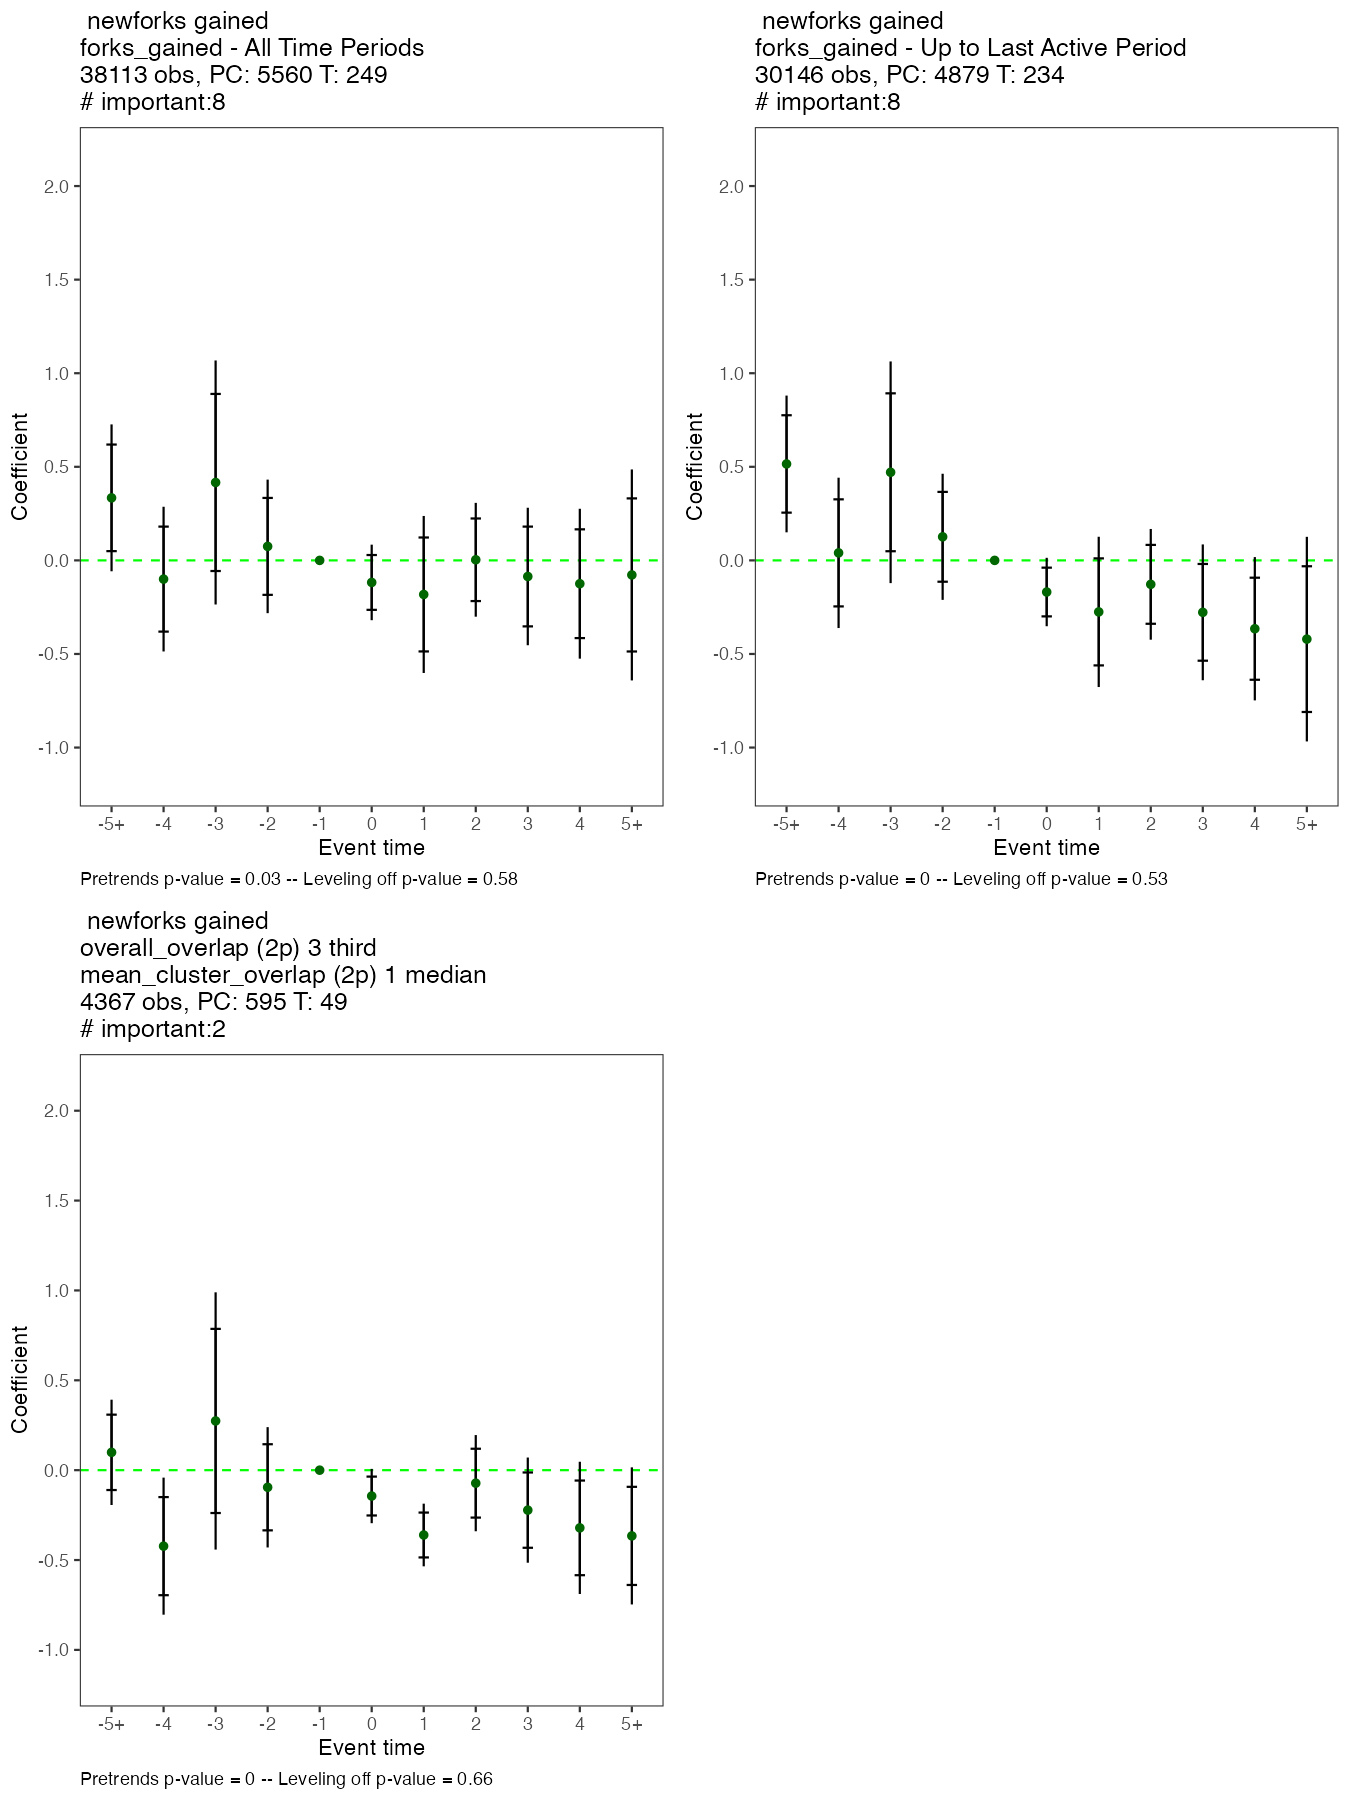 newforks gained
forks_gained - All Time Periods
38113 obs, PC: 5560 T: 249
# important:8
2.0
1.5
1.0
0.5
0.0
-0.5
-1.0
Coefficient
-5+ -4 -3 -2 -1 0 1 2 3 4 5+
Event time
Pretrends p-value = 0.03 -- Leveling off p-value = 0.58
newforks gained
forks_gained - Up to Last Active Period
30146 obs, PC: 4879 T: 234
# important:8
2.0
1.5
1.0
0.5
0.0
-0.5
-1.0
Coefficient
-5+ -4 -3 -2 -1 0 1 2 3 4 5+
Event time
Pretrends p-value = 0 -- Leveling off p-value = 0.53
newforks gained
overall_overlap (2p) 3 third
mean_cluster_overlap (2p) 1 median
4367 obs, PC: 595 T: 49
# important:2
2.0
1.5
1.0
0.5
0.0
-0.5
-1.0
Coefficient
-5+ -4 -3 -2 -1 0 1 2 3 4 5+
Event time
Pretrends p-value = 0 -- Leveling off p-value = 0.66